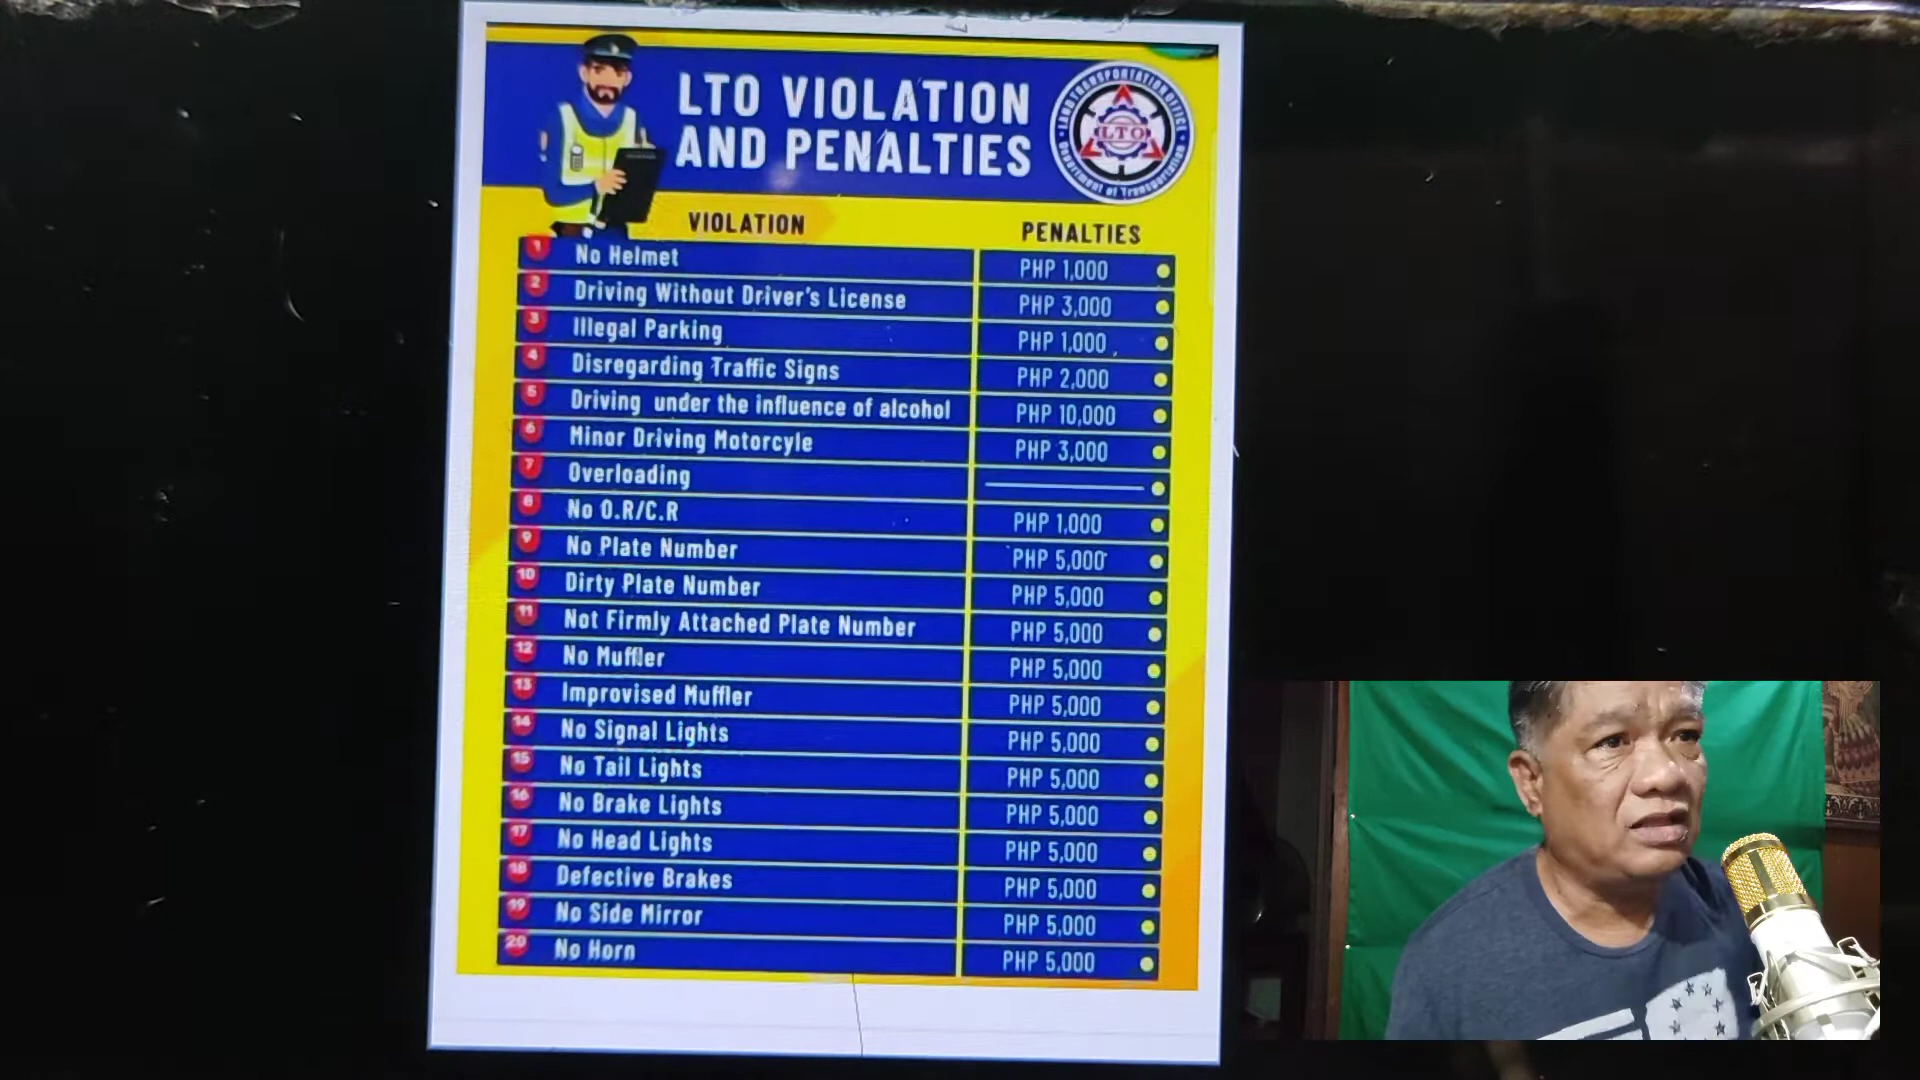 LTO VIOLATION
AND PENALTIES
LAND TRANSPORTATION OFFICE
LTO
Department of Transportation
VIOLATION PENALTIES
1 No Helmet PHP 1,000
2 Driving Without Driver's License PHP 3,000
3 Illegal Parking PHP 1,000
4 Disregarding Traffic Signs PHP 2,000
5 Driving under the influence of alcohol PHP 10,000
6 Minor Driving Motorcyle PHP 3,000
7 Overloading
8 No O.R/C.R PHP 1,000
9 No Plate Number PHP 5,000
10 Dirty Plate Number PHP 5,000
11 Not Firmly Attached Plate Number PHP 5,000
12 No Muffler PHP 5,000
13 Improvised Muffler PHP 5,000
14 No Signal Lights PHP 5,000
15 No Tail Lights PHP 5,000
16 No Brake Lights PHP 5,000
17 No Head Lights PHP 5,000
18 Defective Brakes PHP 5,000
19 No Side Mirror PHP 5,000
20 No Horn PHP 5,000